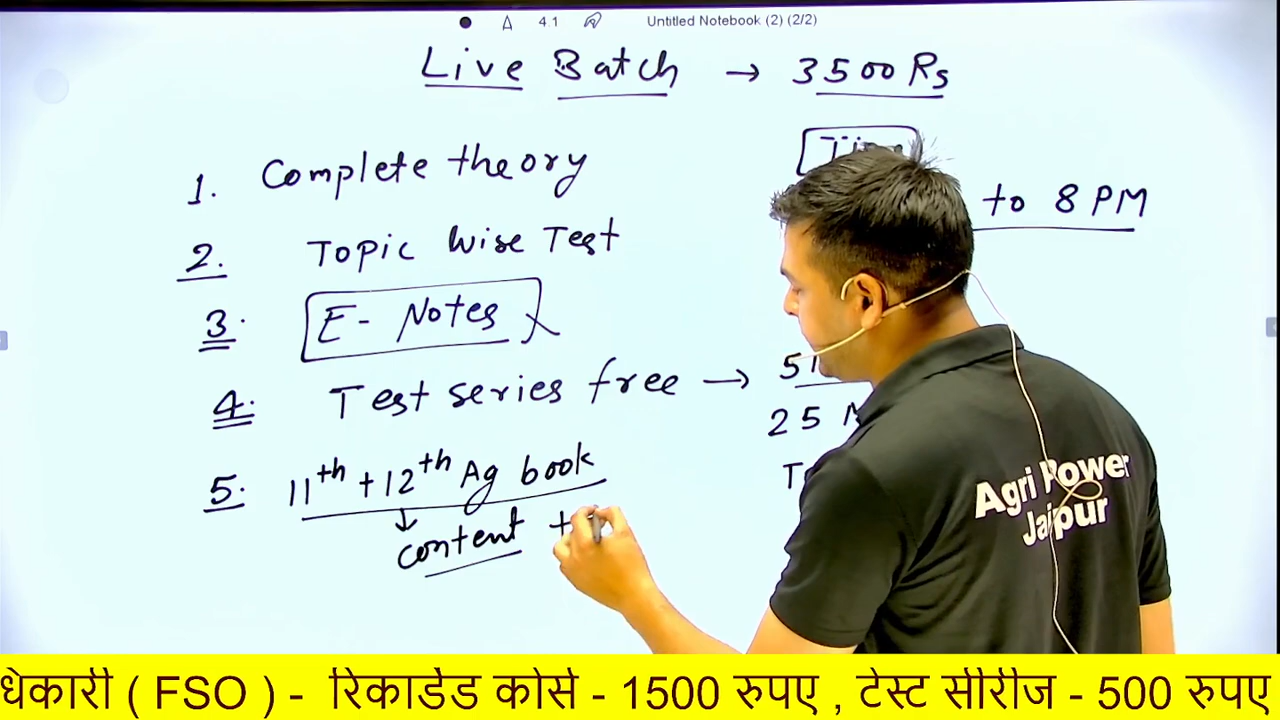 4.1 Untitled Notebook (2) (2/2)
Live Batch → 3500 Rs
to 8 PM
1. Complete theory
2. Topic wise Test
3. E- Notes
4. Test series free →
25
5. 11th + 12th Ag book
content +
Agri Power
Jaipur
धिकारी ( FSO ) - रिकार्डेड कोर्स - 1500 रुपए , टेस्ट सीरीज - 500 रुपए